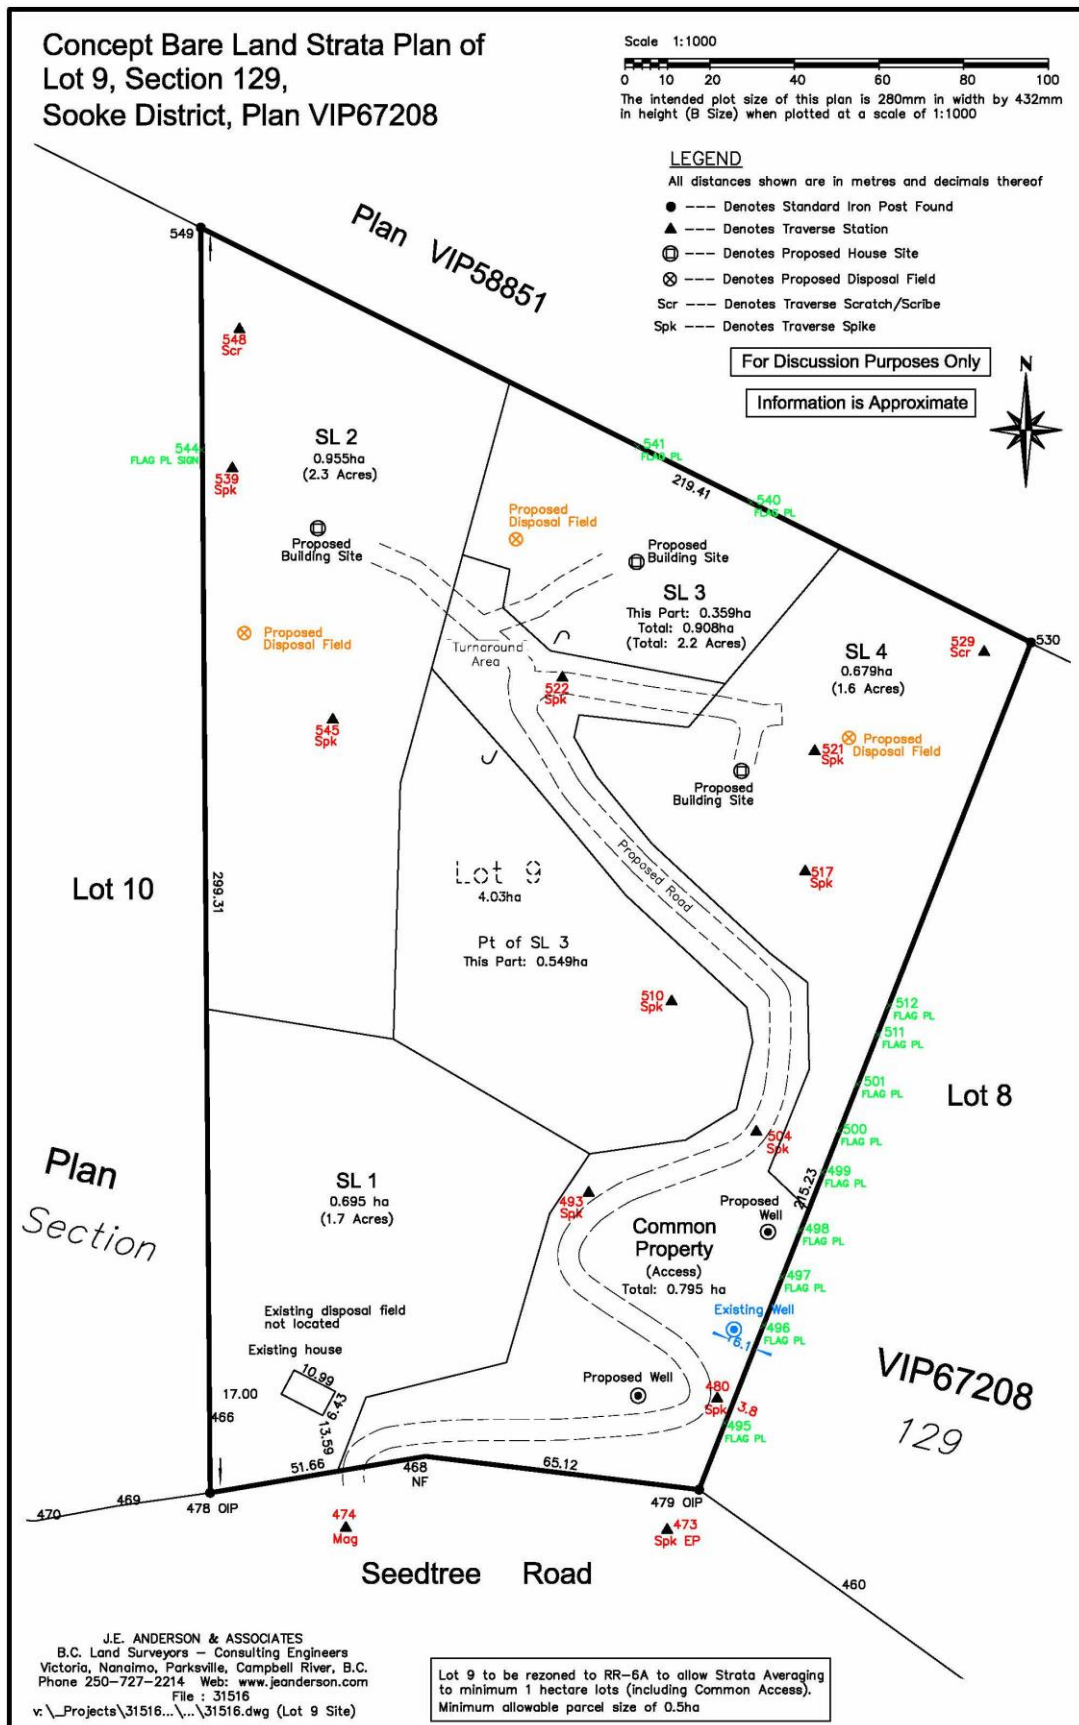 Concept Bare Land Strata Plan of
Lot 9, Section 129,
Sooke District, Plan VIP67208
Scale 1:1000
0 10 20 40 60 80 100
The intended plot size of this plan is 280mm in width by 432mm
in height (B Size) when plotted at a scale of 1:1000
LEGEND
All distances shown are in metres and decimals thereof
--- Denotes Standard Iron Post Found
--- Denotes Traverse Station
--- Denotes Proposed House Site
--- Denotes Proposed Disposal Field
Scr --- Denotes Traverse Scratch/Scribe
Spk --- Denotes Traverse Spike
For Discussion Purposes Only
Information is Approximate
N
549
Plan VIP58851
548
Scr
SL 2
0.955ha
(2.3 Acres)
544
FLAG PL SIGN
539
Spk
541
FLAG PL
219.41
540
FLAG PL
Proposed
Disposal Field
Proposed
Building Site
Proposed
Building Site
SL 3
This Part: 0.359ha
Total: 0.908ha
(Total: 2.2 Acres)
Proposed
Disposal Field
Turnaround
Area
529
Scr
530
SL 4
0.679ha
(1.6 Acres)
522
Spk
545
Spk
521
Spk
Proposed
Disposal Field
Proposed
Building Site
Proposed Road
517
Spk
Lot 10
299.31
Lot 9
4.03ha
Pt of SL 3
This Part: 0.549ha
510
Spk
512
FLAG PL
511
FLAG PL
501
FLAG PL
Lot 8
500
FLAG PL
504
Spk
499
FLAG PL
215.23
Plan
Section
SL 1
0.695 ha
(1.7 Acres)
493
Spk
Proposed
Well
Common
Property
(Access)
Total: 0.795 ha
498
FLAG PL
497
FLAG PL
Existing Well
496
FLAG PL
16.1
Existing disposal field
not located
Existing house
10.99
6.43
13.59
17.00
466
Proposed Well
480
Spk
3.8
495
FLAG PL
VIP67208
129
51.66
468
NF
65.12
470
469
478 OIP
479 OIP
474
Mag
473
Spk EP
Seedtree Road
460
J.E. ANDERSON & ASSOCIATES
B.C. Land Surveyors – Consulting Engineers
Victoria, Nanaimo, Parksville, Campbell River, B.C.
Phone 250-727-2214 Web: www.jeanderson.com
File : 31516
v:\_Projects\31516...\...\31516.dwg (Lot 9 Site)
Lot 9 to be rezoned to RR-6A to allow Strata Averaging
to minimum 1 hectare lots (including Common Access).
Minimum allowable parcel size of 0.5ha